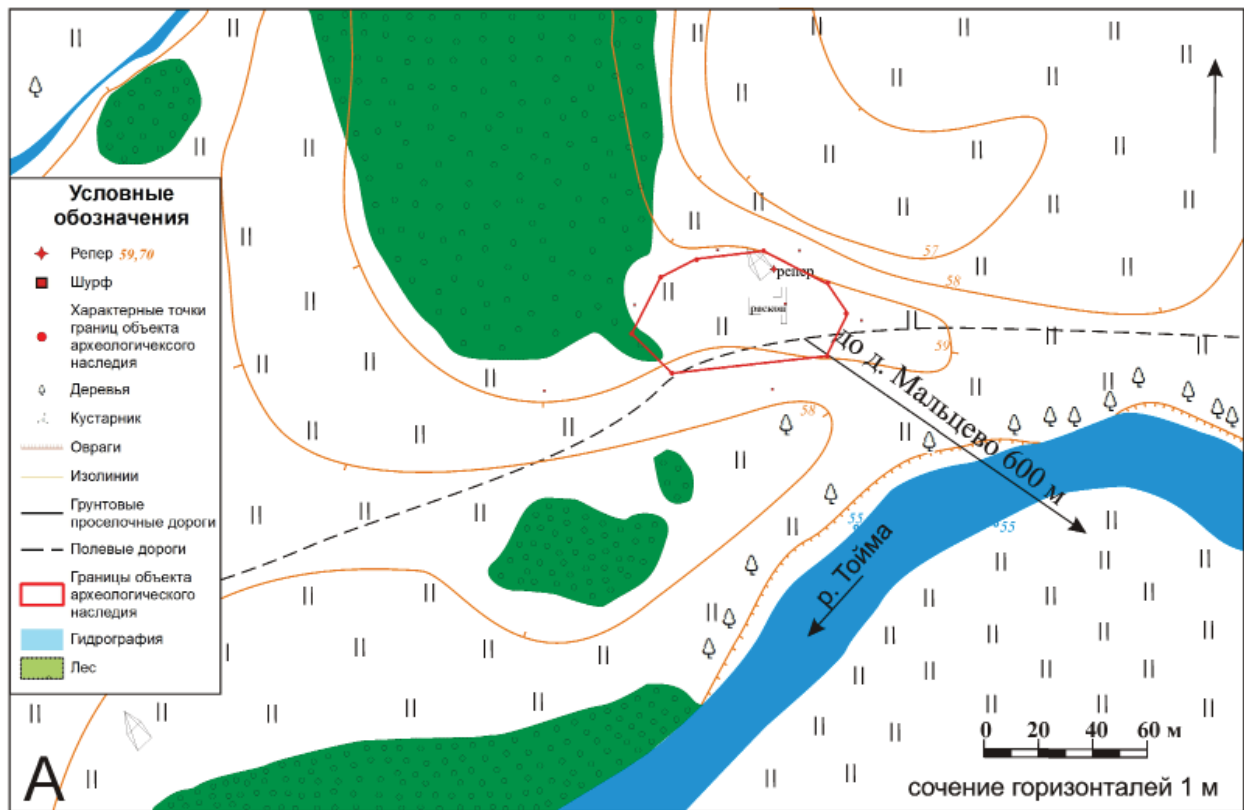 Условные
обозначения
Репер 59,70
Шурф
Характерные точки
границ объекта
археологичексго
наследия
Деревья
Кустарник
Овраги
Изолинии
Грунтовые
проселочные дороги
Полевые дороги
Границы объекта
археологического
наследия
Гидрография
Лес
57
58
репер
раскоп
59
до д. Мальцево 600 м
58
55
55
р. Тойма
0 20 40 60 м
А
сочение горизонталей 1 м